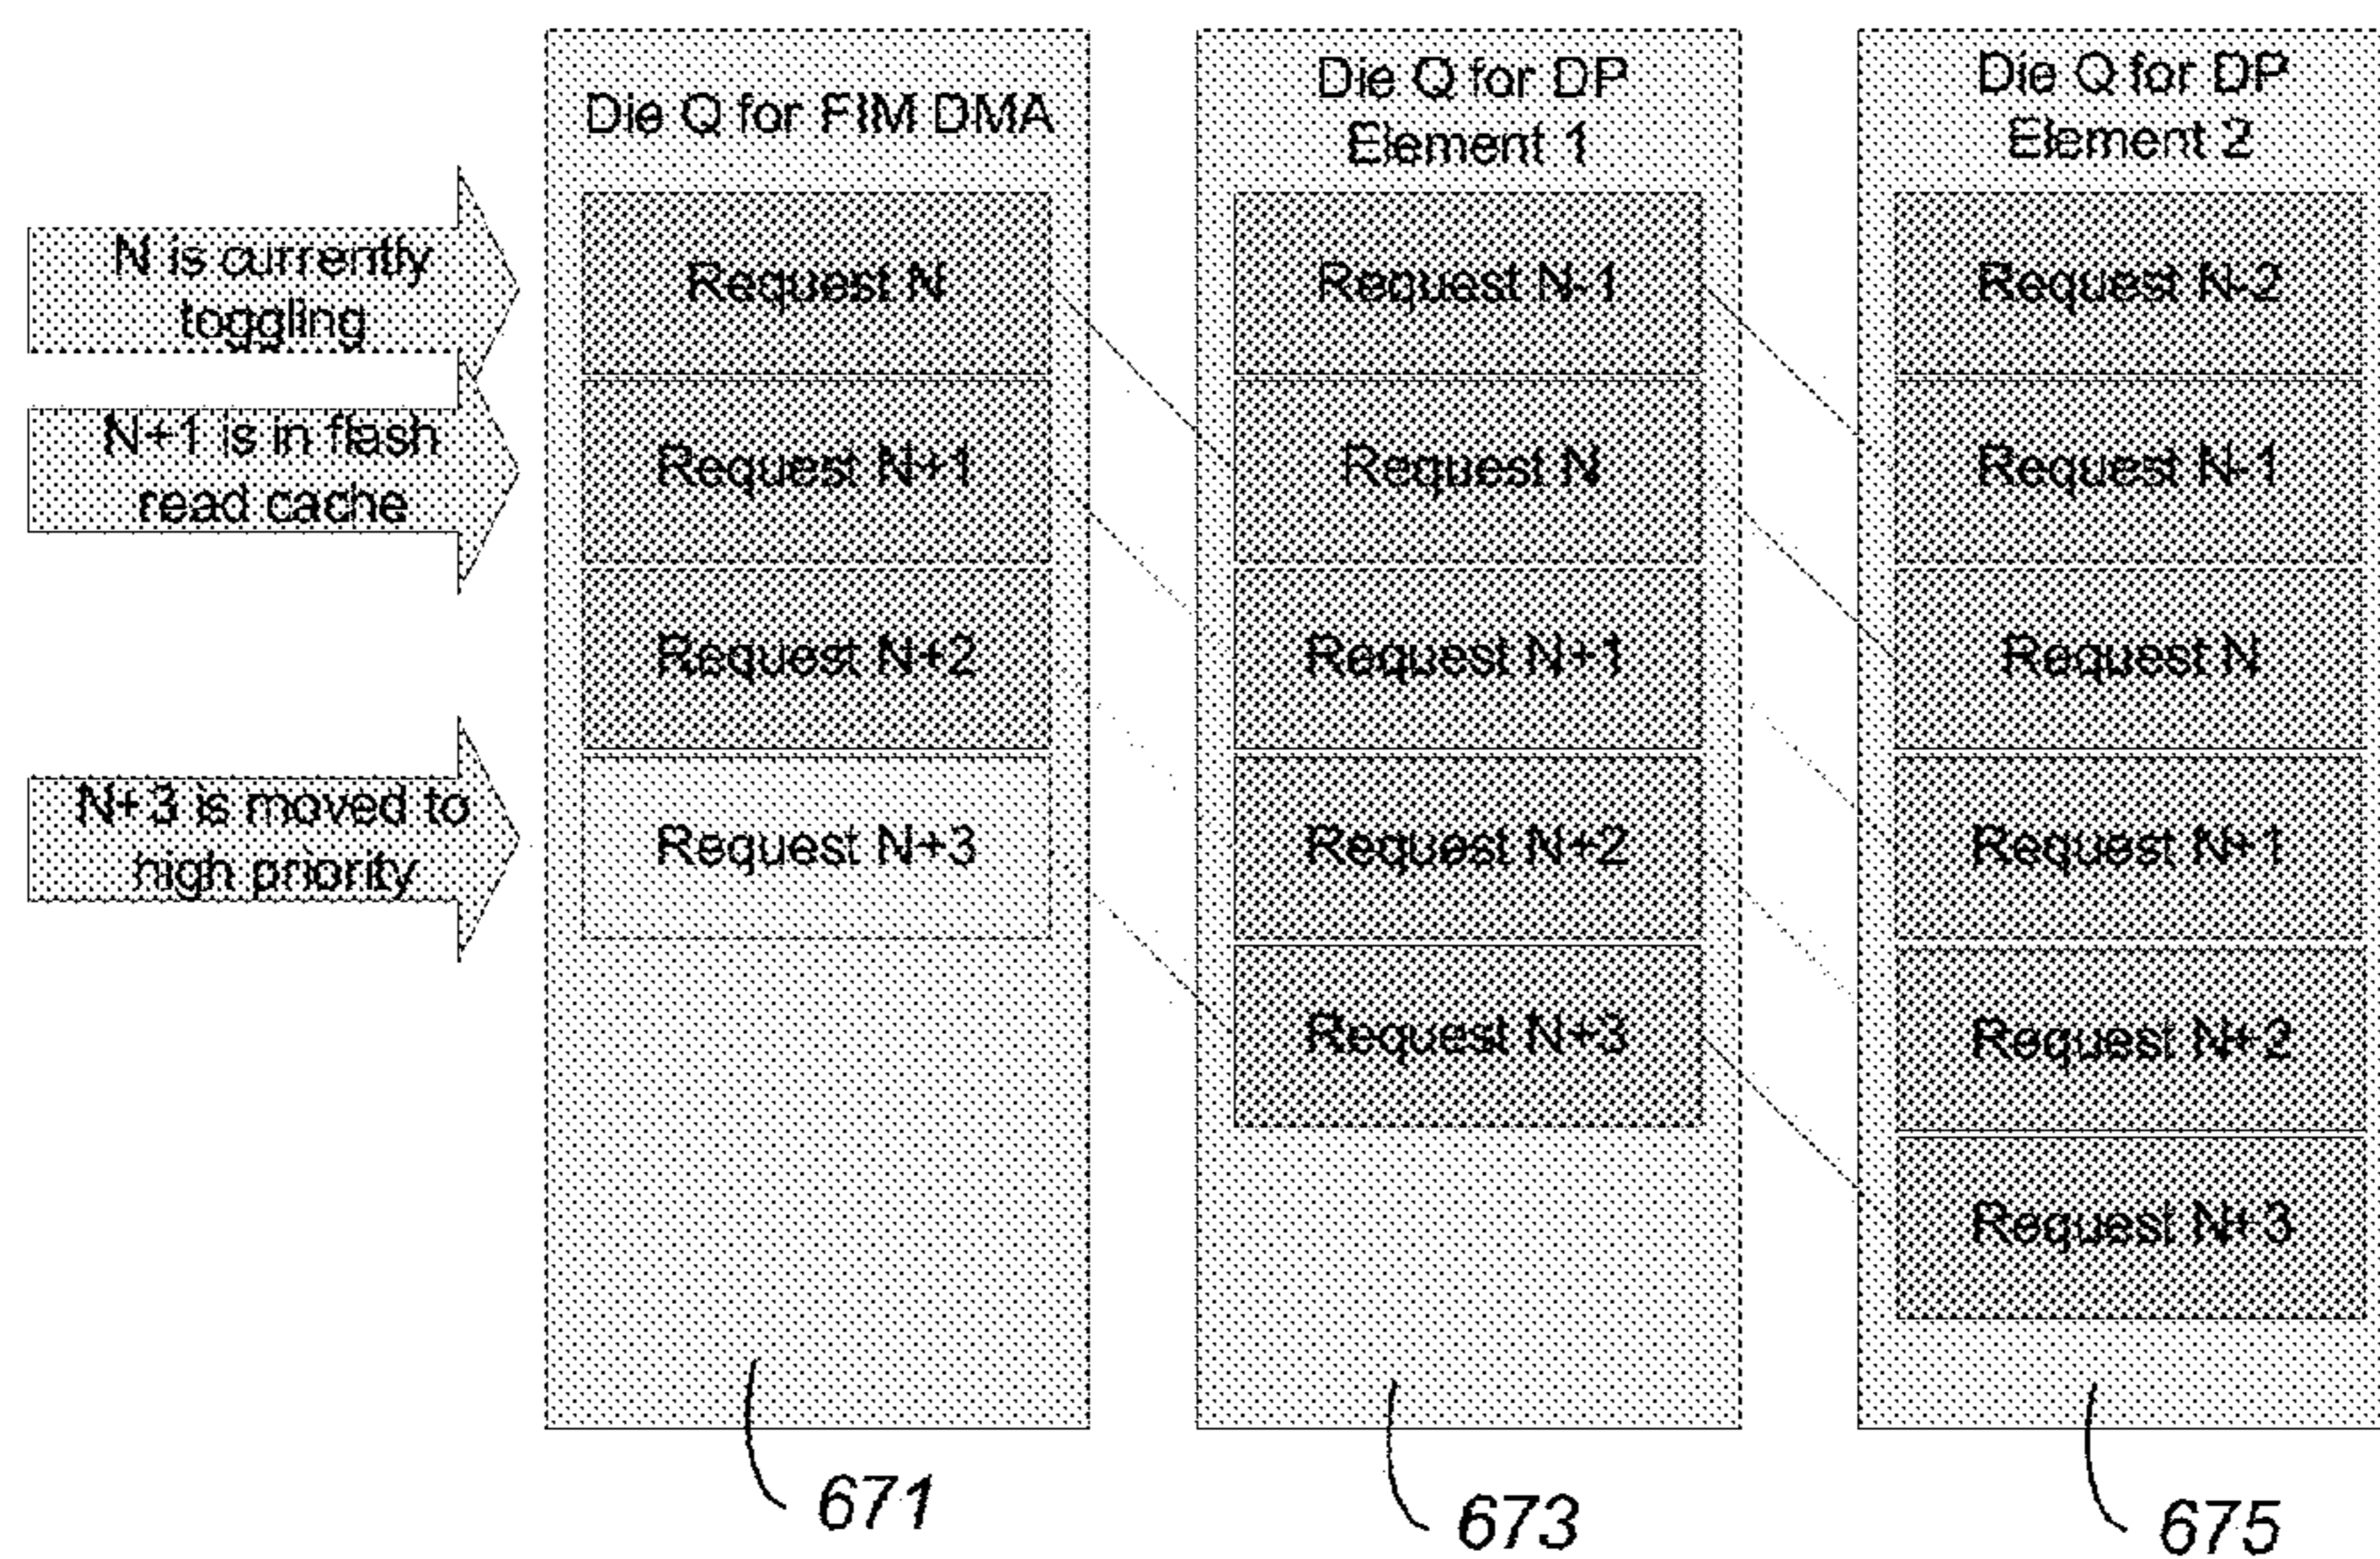 N is currently
toggling
N+1 is in flash
read cache
N+3 is moved to
high priority
Die Q for FIM DMA
Request N
Request N+1
Request N+2
Request N+3
671
Die Q for DP
Element 1
Request N-1
Request N
Request N+1
Request N+2
Request N+3
673
Die Q for DP
Element 2
Request N-2
Request N-1
Request N
Request N+1
Request N+2
Request N+3
675